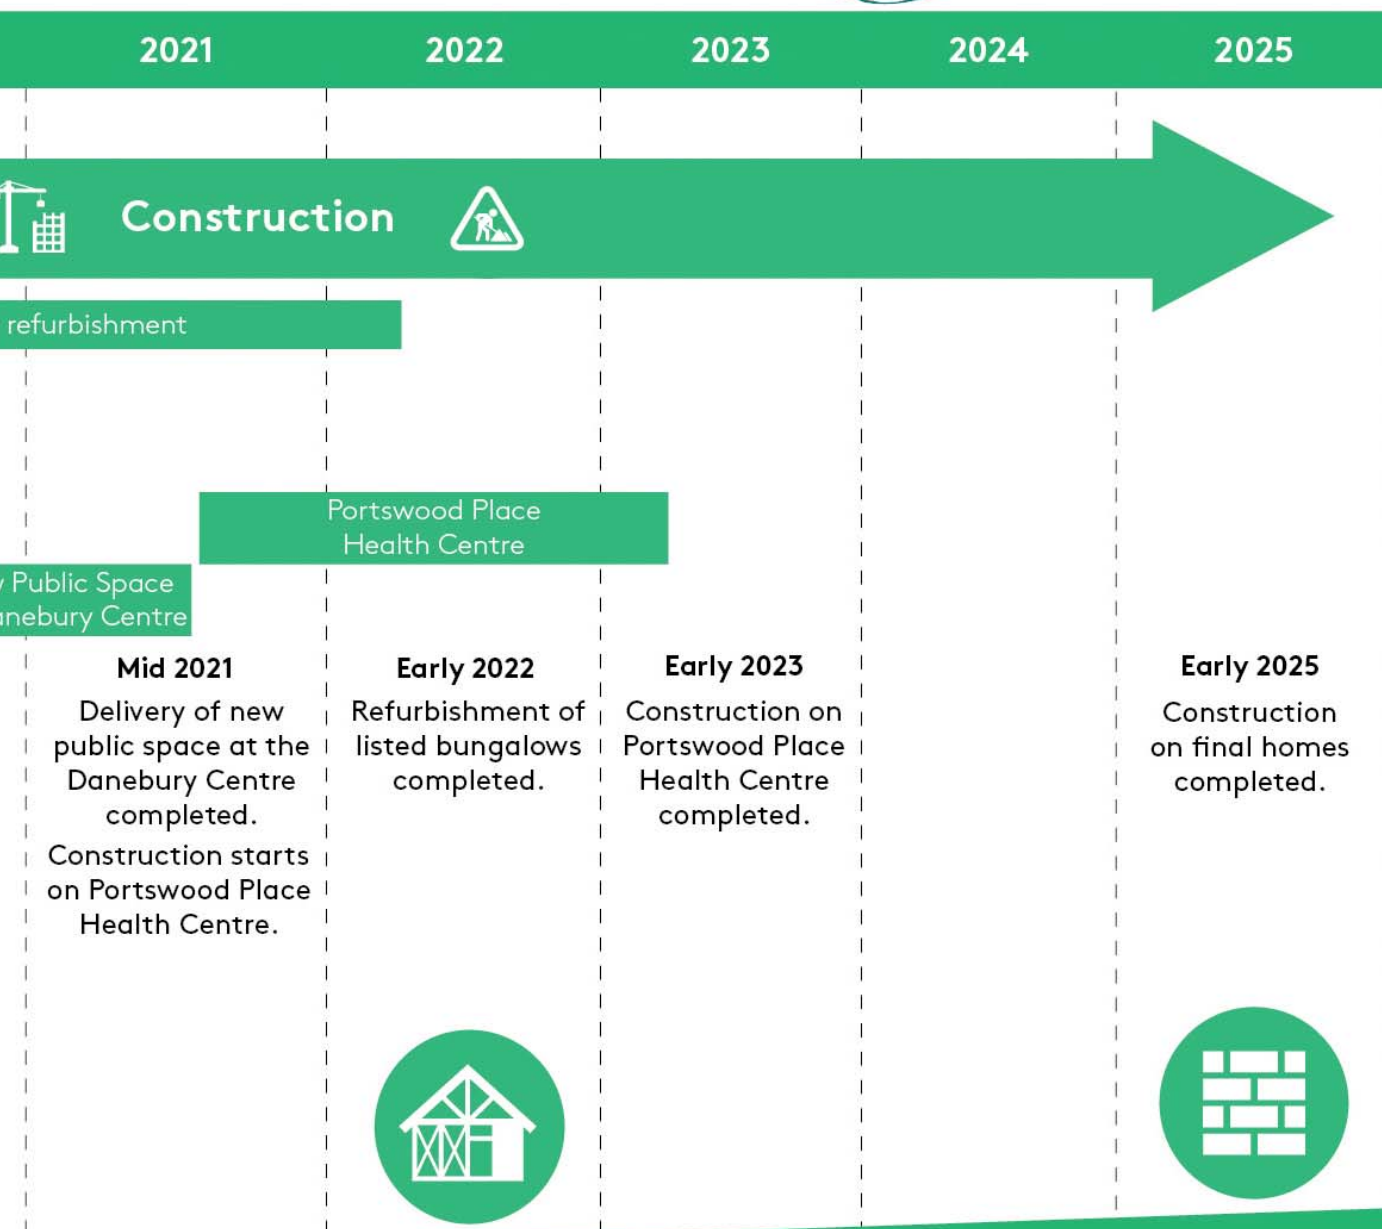 2021 2022 2023 2024 2025
Construction
refurbishment
Portswood Place
Health Centre
Public Space
Centre
Mid 2021
Delivery of new
public space at the
Danebury Centre
completed.
Construction starts
on Portswood Place
Health Centre.
Early 2022
Refurbishment of
listed bungalows
completed.
Early 2023
Construction on
Portswood Place
Health Centre
completed.
Early 2025
Construction
on final homes
completed.